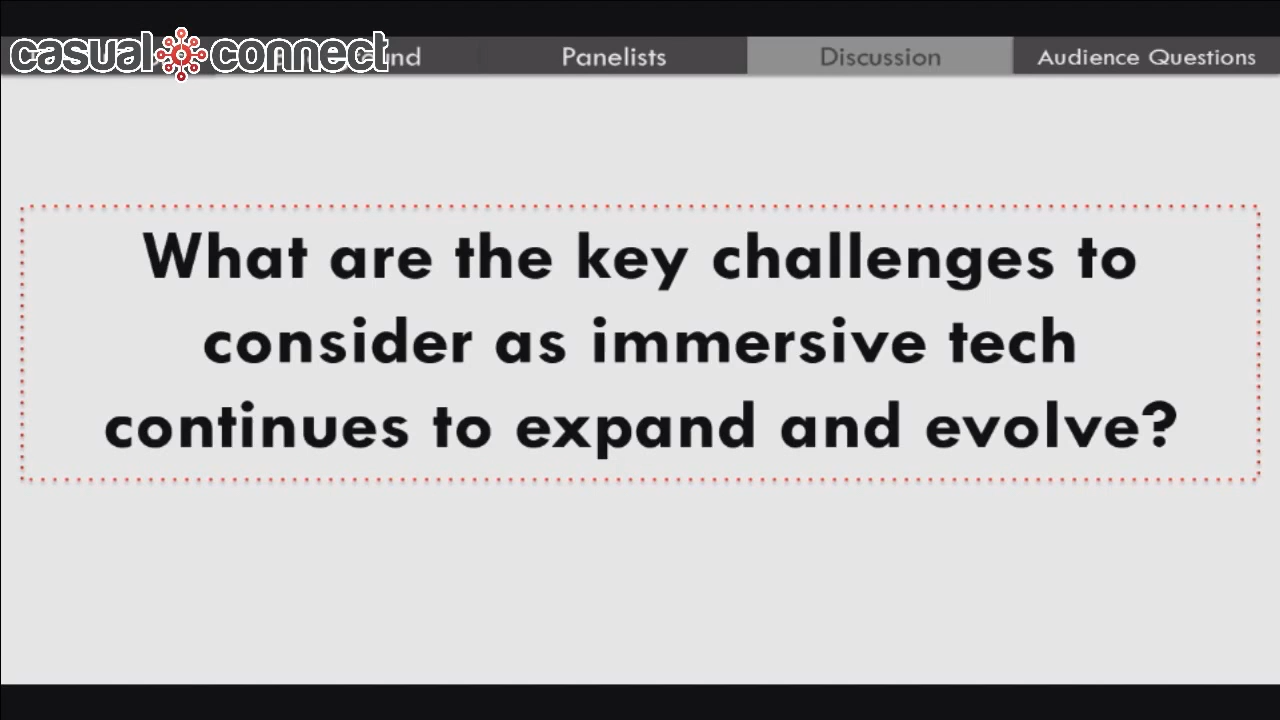 casual connect
Panelists
Discussion
Audience Questions
What are the key challenges to
consider as immersive tech
continues to expand and evolve?